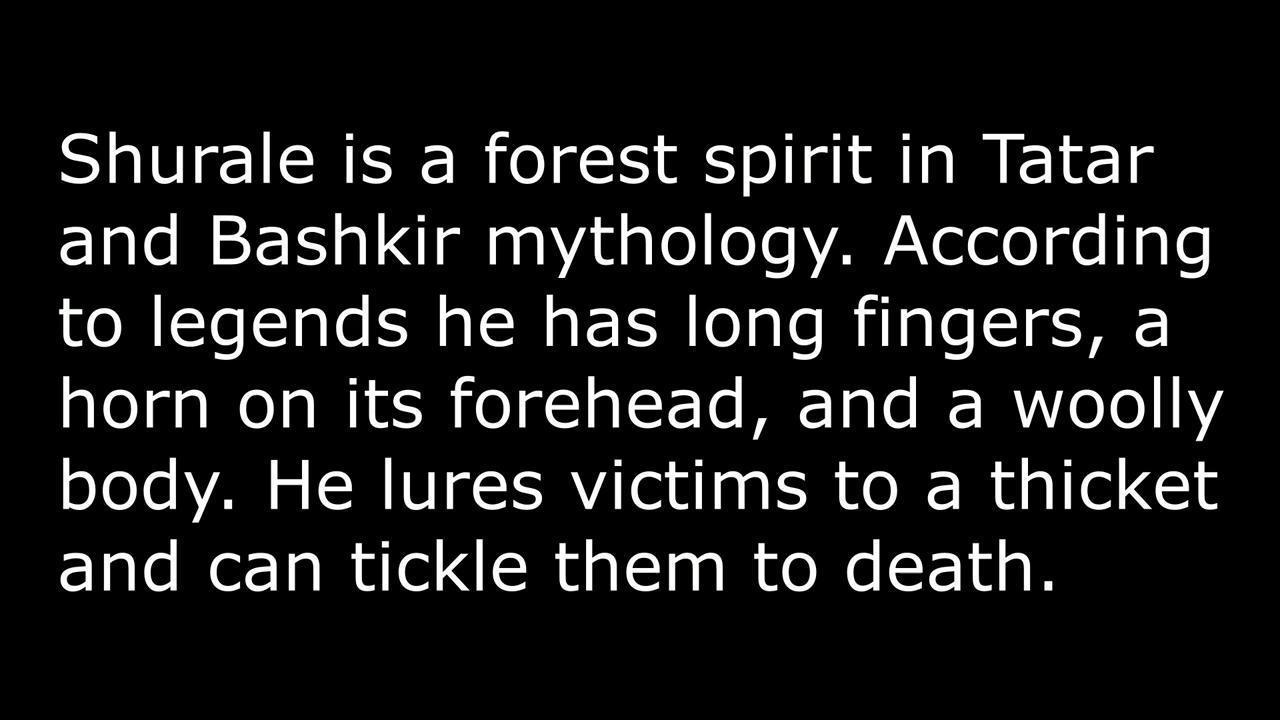 Shurale is a forest spirit in Tatar
and Bashkir mythology. According
to legends he has long fingers, a
horn on its forehead, and a woolly
body. He lures victims to a thicket
and can tickle them to death.